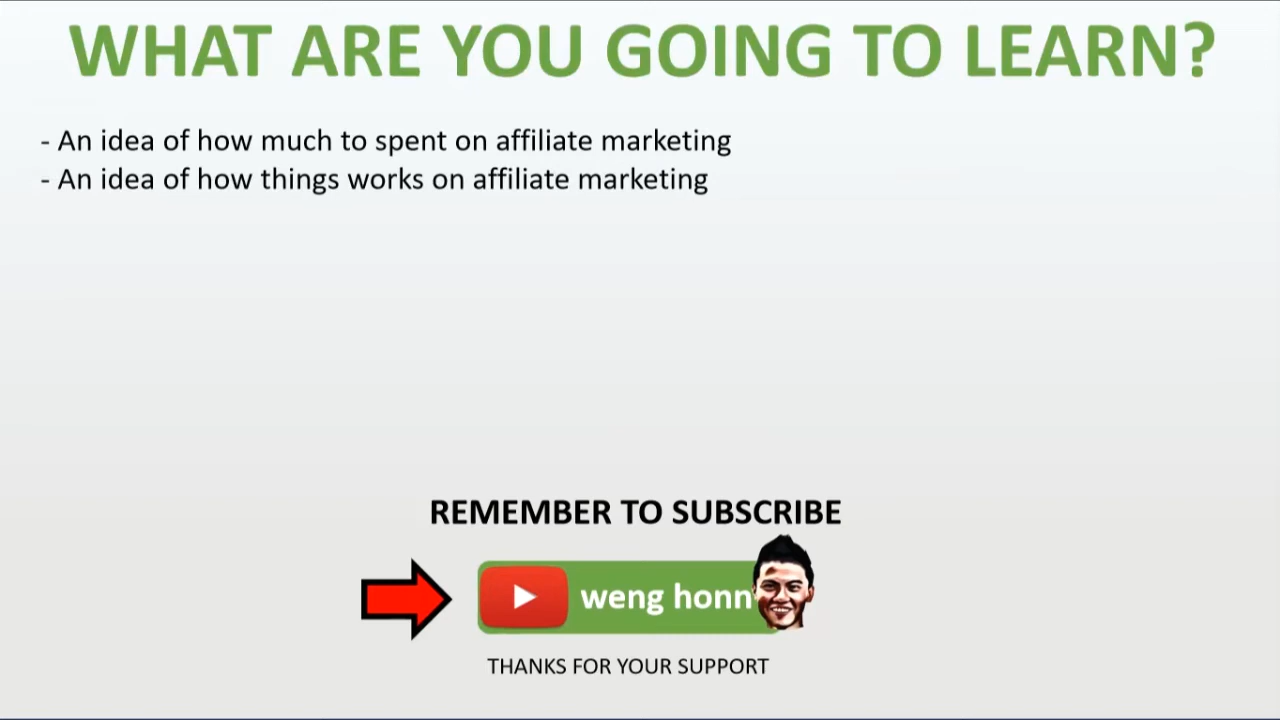 WHAT ARE YOU GOING TO LEARN?
- An idea of how much to spent on affiliate marketing
- An idea of how things works on affiliate marketing
REMEMBER TO SUBSCRIBE
weng honn
THANKS FOR YOUR SUPPORT